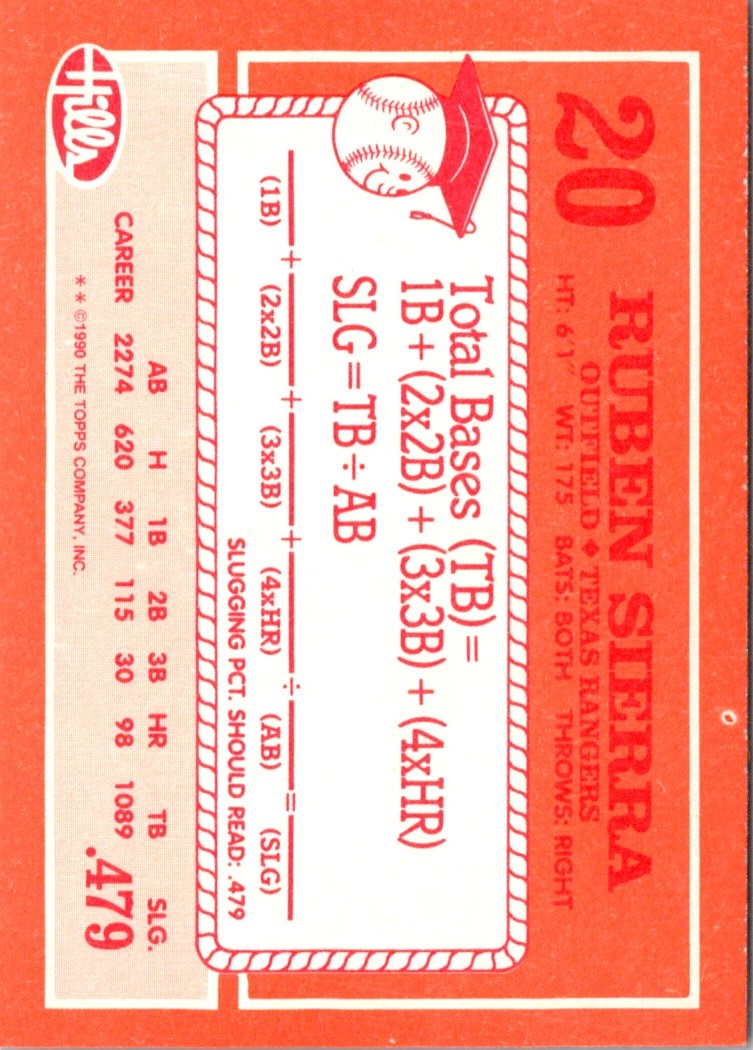 20
RUBEN SIERRA
OUTFIELD ♦ TEXAS RANGERS
HT: 6'1" WT: 175 BATS: BOTH THROWS: RIGHT
Total Bases (TB) =
1B + (2x2B) + (3x3B) + (4xHR)
SLG = TB ÷ AB
+ + + ÷ =
(1B) (2x2B) (3x3B) (4xHR) (AB) (SLG)
SLUGGING PCT. SHOULD READ: .479
Hills
AB H 1B 2B 3B HR TB SLG.
CAREER 2274 620 377 115 30 98 1089 .479
** ©1990 THE TOPPS COMPANY, INC.